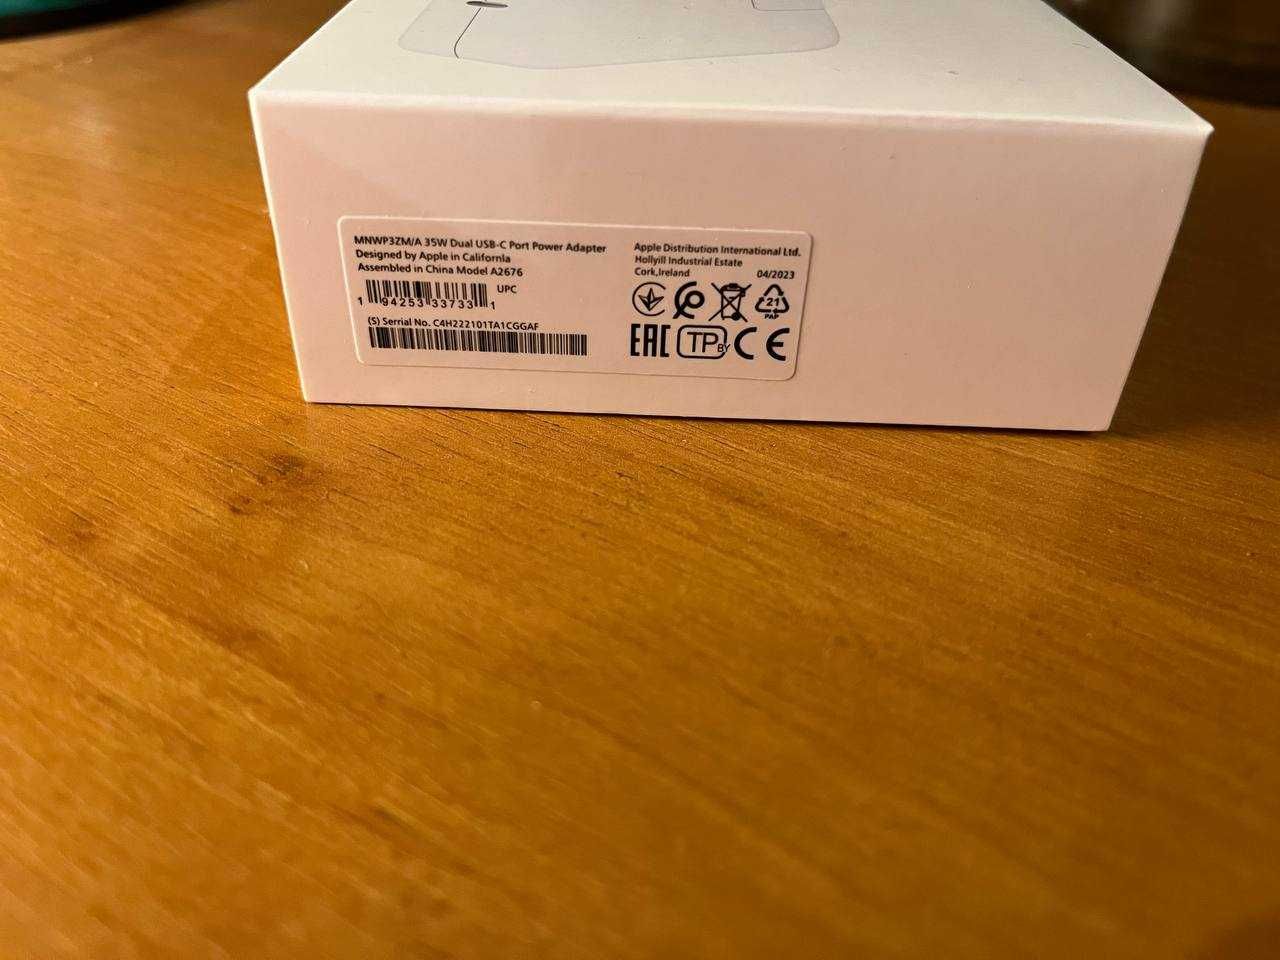 MNWP3ZM/A 35W Dual USB-C Port Power Adapter
Designed by Apple in California
Assembled in China Model A2676
UPC
1 94253 33733 1
(S) Serrial No. C4H222101TA1CGGAF
Apple Distribution International Ltd.
Hollyill Industrial Estate
Cork,Ireland 04/2023
21
PAP
EAC TP BY CE